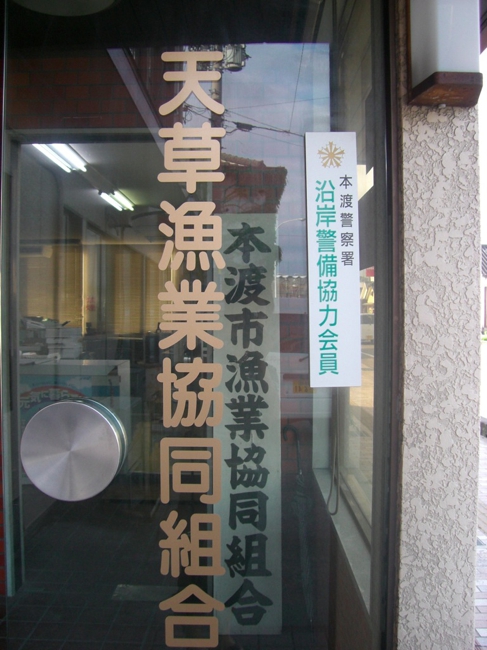 本渡警察署
沿岸警備協力会員
本渡市漁業協同組合
天草漁業協同組合